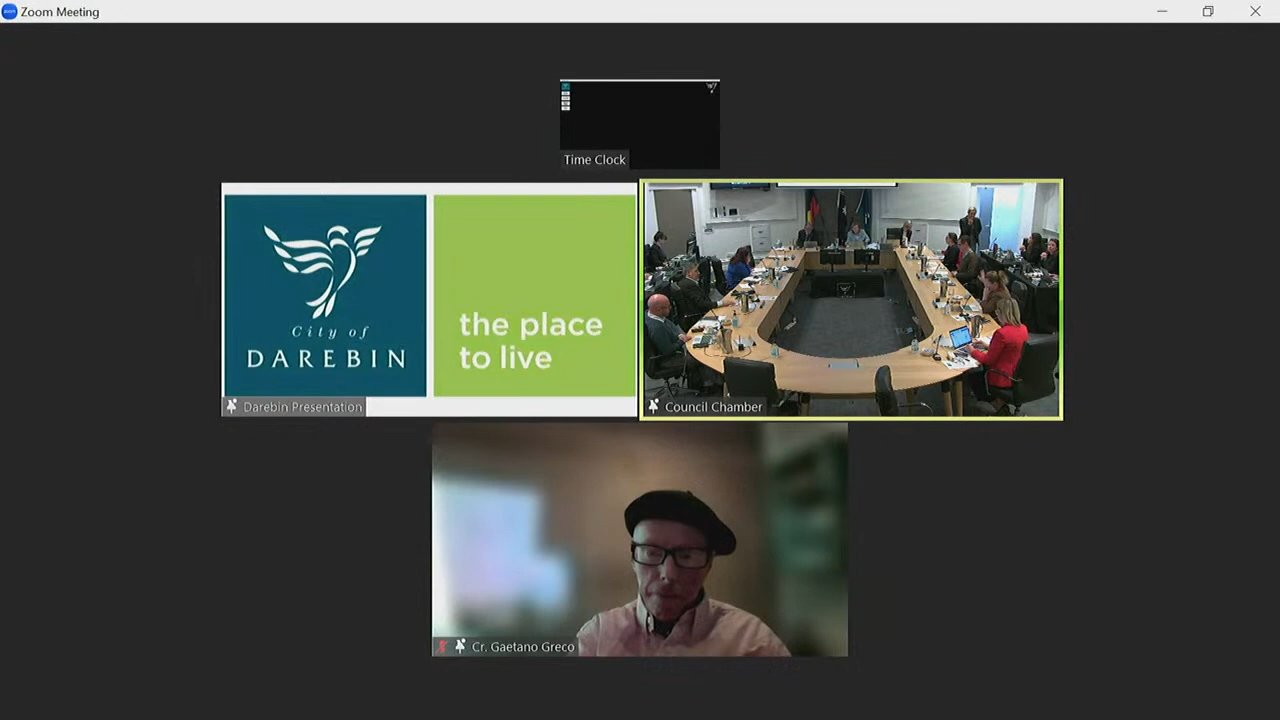 Zoom Meeting
Time Clock
City of
DAREBIN
the place
to live
Darebin Presentation
Council Chamber
Cr. Gaetano Greco